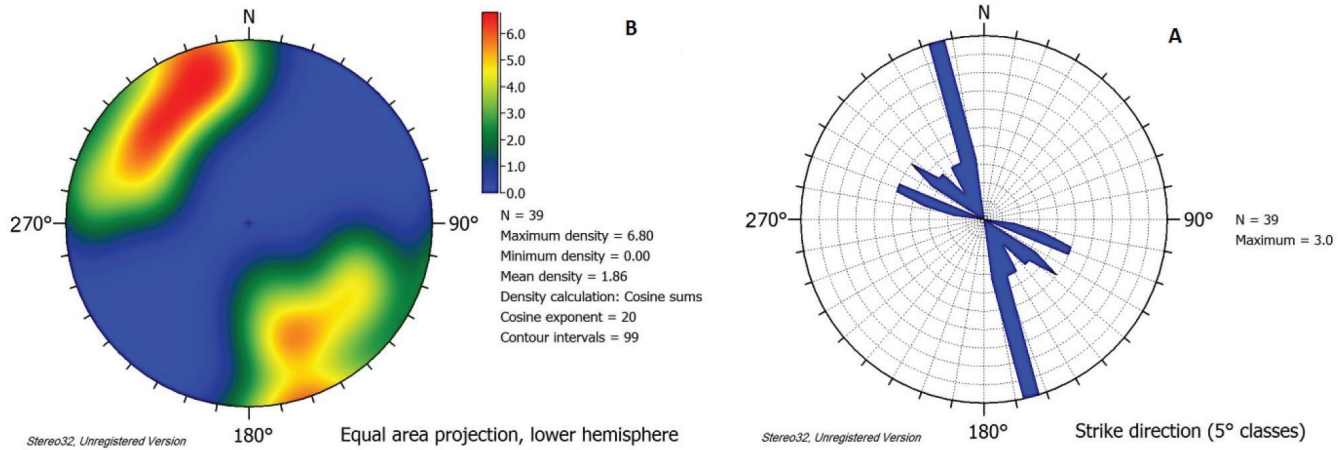 N
B
6.0
5.0
4.0
3.0
2.0
1.0
0.0
270°
90°
180°
N = 39
Maximum density = 6.80
Minimum density = 0.00
Mean density = 1.86
Density calculation: Cosine sums
Cosine exponent = 20
Contour intervals = 99
Stereo32, Unregistered Version
Equal area projection, lower hemisphere
N
A
270°
90°
180°
N = 39
Maximum = 3.0
Stereo32, Unregistered Version
Strike direction (5° classes)